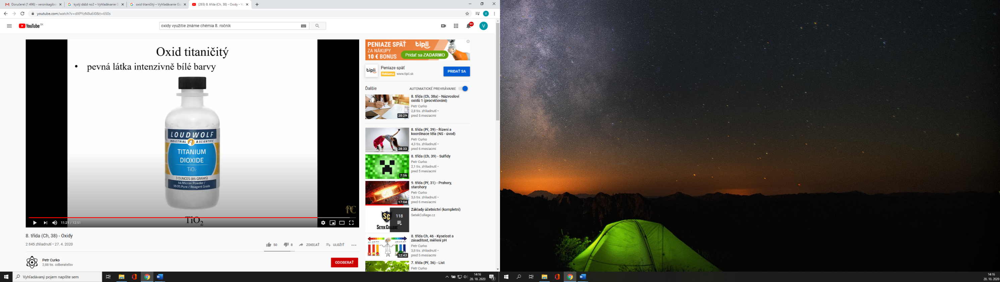 Doručené (1 496) - veronikagibo
kyslý dážd no2 – Vyhľadávanie G
oxid titaničitý – Vyhľadávanie Go
(265) 8. třída (Ch, 38) - Oxidy - Y
youtube.com/watch?v=dXPYzN8u6I0&t=650s
YouTube SK
oxidy využitie známe chémia 8. ročník
9+
V
Oxid titaničitý
• pevná látka intenzivně bílé barvy
LOUDWOLF
INDUSTRIAL & SCIENTIFIC
TITANIUM
DIOXIDE
TiO2
3 OUNCES (85 GRAMS)
44 Micron Powder /
99.9% Pure / Reagent Grade
TiO2
PC
11:21 / 12:51
8. třída (Ch, 38) - Oxidy
2 845 zhliadnutí • 27. 4. 2020
50
8
ZDIEĽAŤ
ULOŽIŤ
Petr Curko
2,88 tis. odberateľov
ODOBERAŤ
PENIAZE SPÄŤ tipli
ZA NÁKUPY
10 € BONUS
Pridať sa ZADARMO
tipli
Peniaze späť
Reklama www.tipli.sk
PRIDAŤ SA
Ďalšie
AUTOMATICKÉ PREHRÁVANIE
8. třída (Ch, 38a) - Názvosloví
oxidů 1 (procvičování)
Petr Curko
2,8 tis. zhliadnutí •
pred 5 mesiacmi
20:29
8. třída (Př, 39) - Řízení a
koordinace těla (NS - úvod)
Petr Curko
4,3 tis. zhliadnutí •
pred 6 mesiacmi
28:33
8. třída (Ch, 39) - Sulfidy
Petr Curko
2,1 tis. zhliadnutí •
pred 5 mesiacmi
7:56
9. třída (Př, 31) - Prahory,
starohory
Petr Curko
3,6 tis. zhliadnutí •
pred 6 mesiacmi
17:04
Základy účetnictví (kompletní)
SetekCollege.cz
Sc
SETEK COLLEGE
118
8. třída Ch, 46 - Kyselost a
zásaditost, měření pH
Petr Curko
3,8 tis. zhliadnutí •
pred 5 mesiacmi
12:43
7. třída (Př, 36) - List
Petr Curko
Vyhľadávaný pojem napíšte sem
14:16
20. 10. 2020
3
14:16
20. 10. 2020